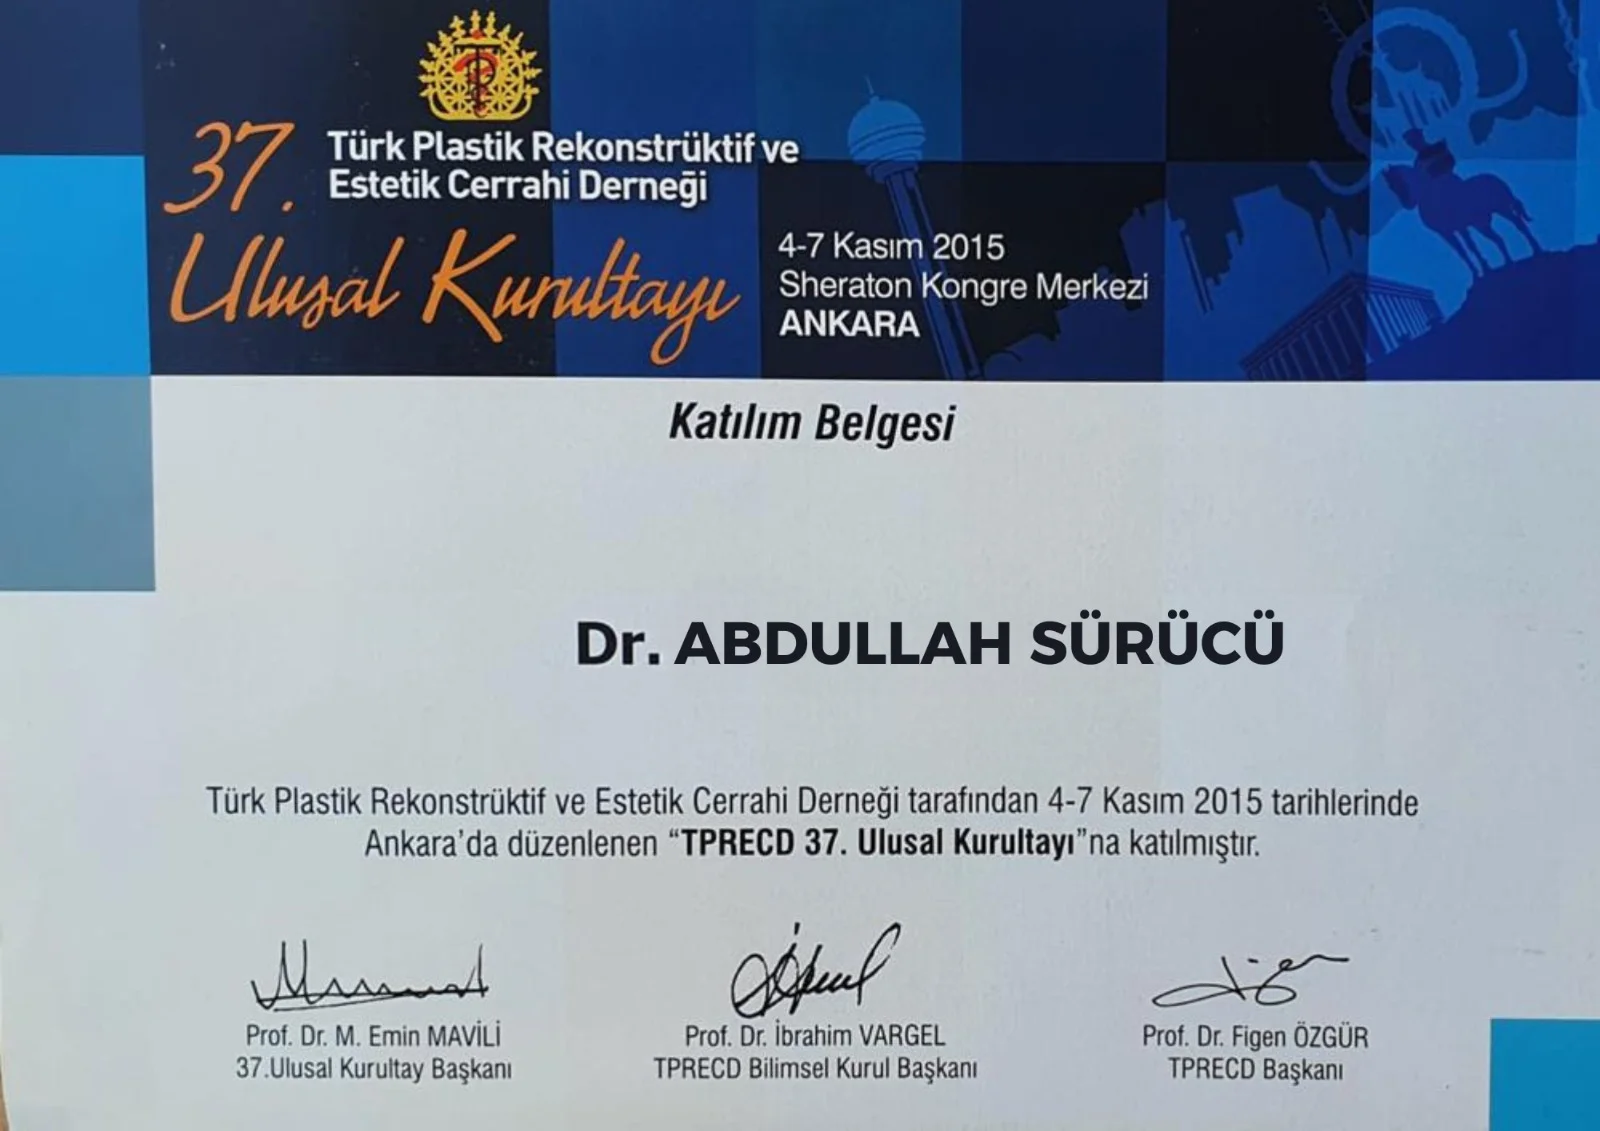 37. Türk Plastik Rekonstrüktif ve
Estetik Cerrahi Derneği
Ulusal Kurultayı
4-7 Kasım 2015
Sheraton Kongre Merkezi
ANKARA
Katılım Belgesi
Dr. ABDULLAH SÜRÜCÜ
Türk Plastik Rekonstrüktif ve Estetik Cerrahi Derneği tarafından 4-7 Kasım 2015 tarihlerinde
Ankara'da düzenlenen “TPRECD 37. Ulusal Kurultayı”na katılmıştır.
Prof. Dr. M. Emin MAVİLİ
37.Ulusal Kurultay Başkanı
Prof. Dr. İbrahim VARGEL
TPRECD Bilimsel Kurul Başkanı
Prof. Dr. Figen ÖZGÜR
TPRECD Başkanı